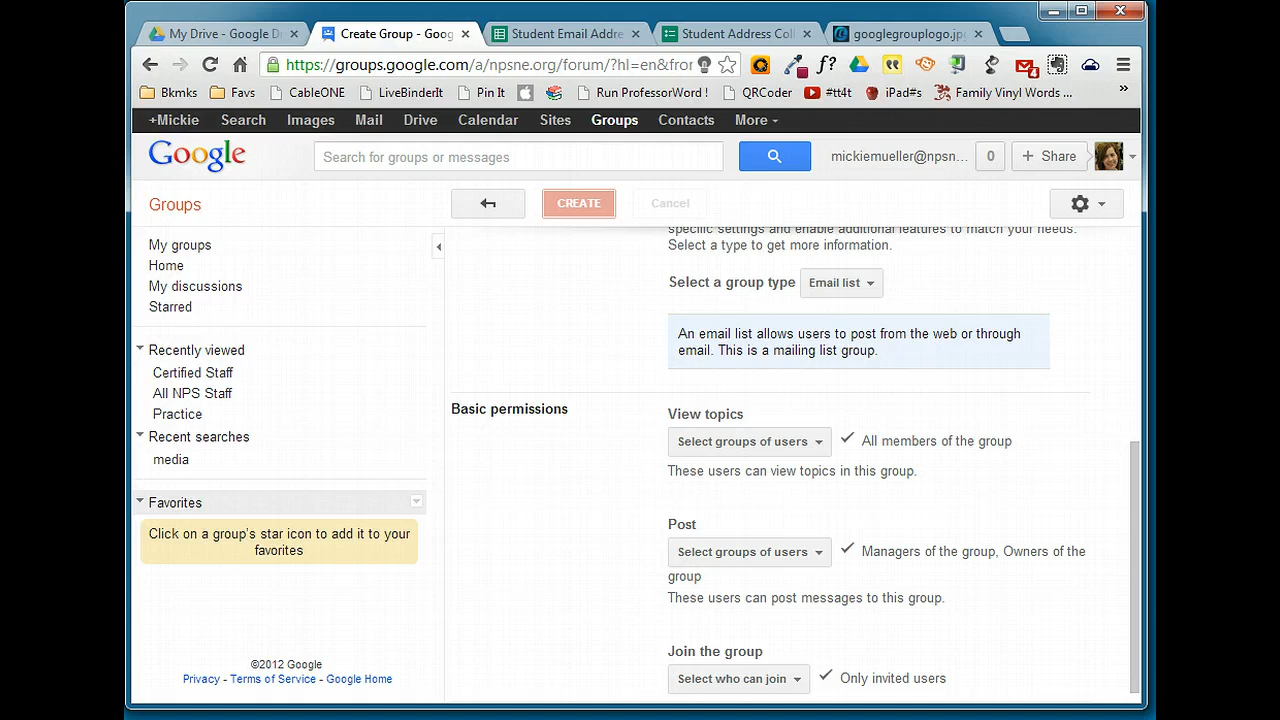 My Drive - Google D
Create Group - Goog
Student Email Addre
Student Address Col
googlegrouplogo.jp
https://groups.google.com/a/npsne.org/forum/?hl=en&fror
f?
4
Bkmks
Favs
CableONE
LiveBinderIt
Pin It
Run ProfessorWord !
QRCoder
#tt4t
iPad#s
Family Vinyl Words ...
»
+Mickie Search Images Mail Drive Calendar Sites Groups Contacts More
Google
Search for groups or messages
mickiemueller@npsn...
0
+ Share
Groups
CREATE
Cancel
My groups
Home
My discussions
Starred
Recently viewed
Certified Staff
All NPS Staff
Practice
Recent searches
media
Favorites
Click on a group's star icon to add it to your
favorites
©2012 Google
Privacy - Terms of Service - Google Home
specific settings and enable additional features to match your needs.
Select a type to get more information.
Select a group type Email list
An email list allows users to post from the web or through
email. This is a mailing list group.
Basic permissions
View topics
Select groups of users ✓ All members of the group
These users can view topics in this group.
Post
Select groups of users ✓ Managers of the group, Owners of the
group
These users can post messages to this group.
Join the group
Select who can join ✓ Only invited users